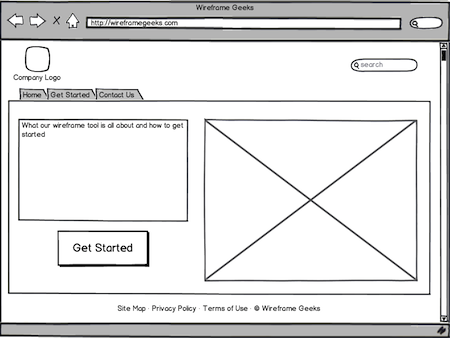 Wireframe Geeks
http://wireframegeeks.com
Company Logo
search
Home
Get Started
Contact Us
What our wireframe tool is all about and how to get
started
Get Started
Site Map · Privacy Policy · Terms of Use · © Wireframe Geeks